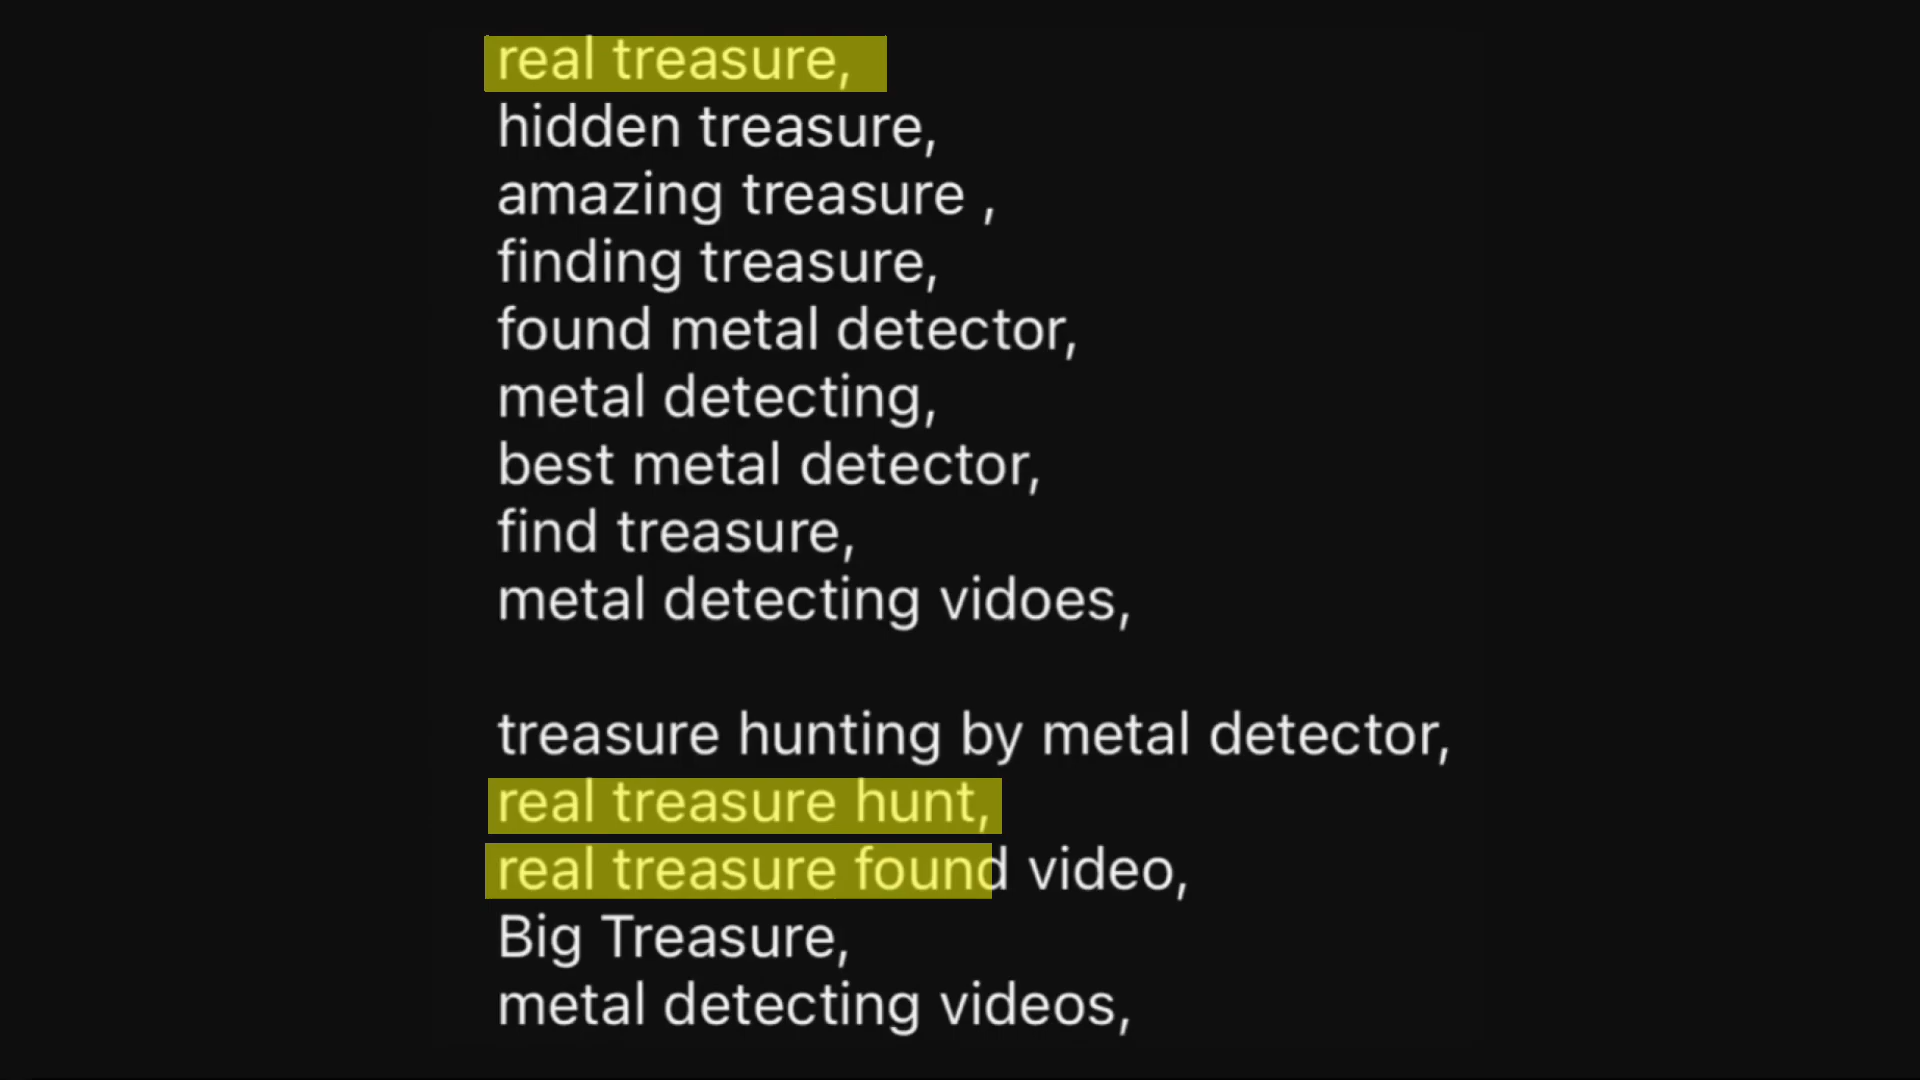 real treasure,
hidden treasure,
amazing treasure ,
finding treasure,
found metal detector,
metal detecting,
best metal detector,
find treasure,
metal detecting vidoes,
treasure hunting by metal detector,
real treasure hunt,
real treasure found video,
Big Treasure,
metal detecting videos,